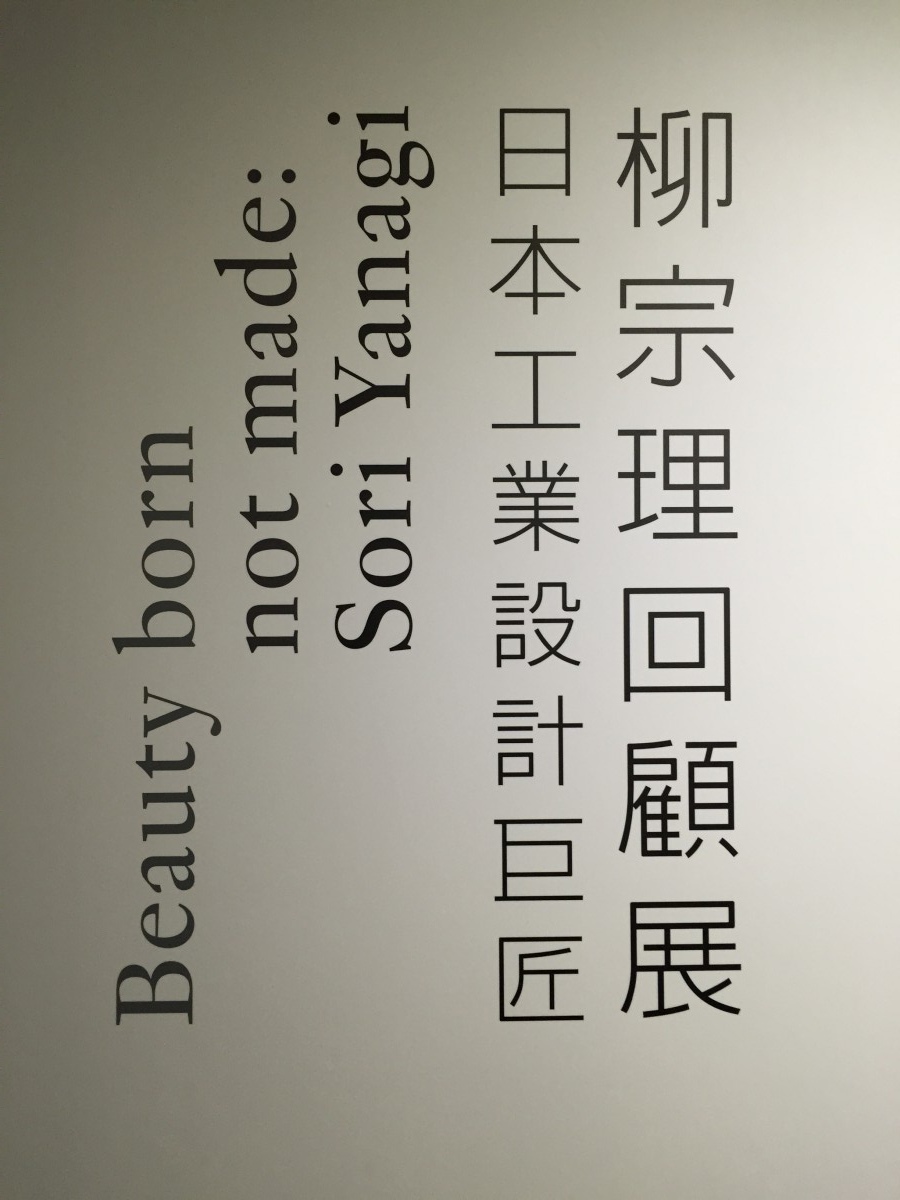 柳宗理回顧展
日本工業設計巨匠
Beauty born
not made:
Sori Yanagi